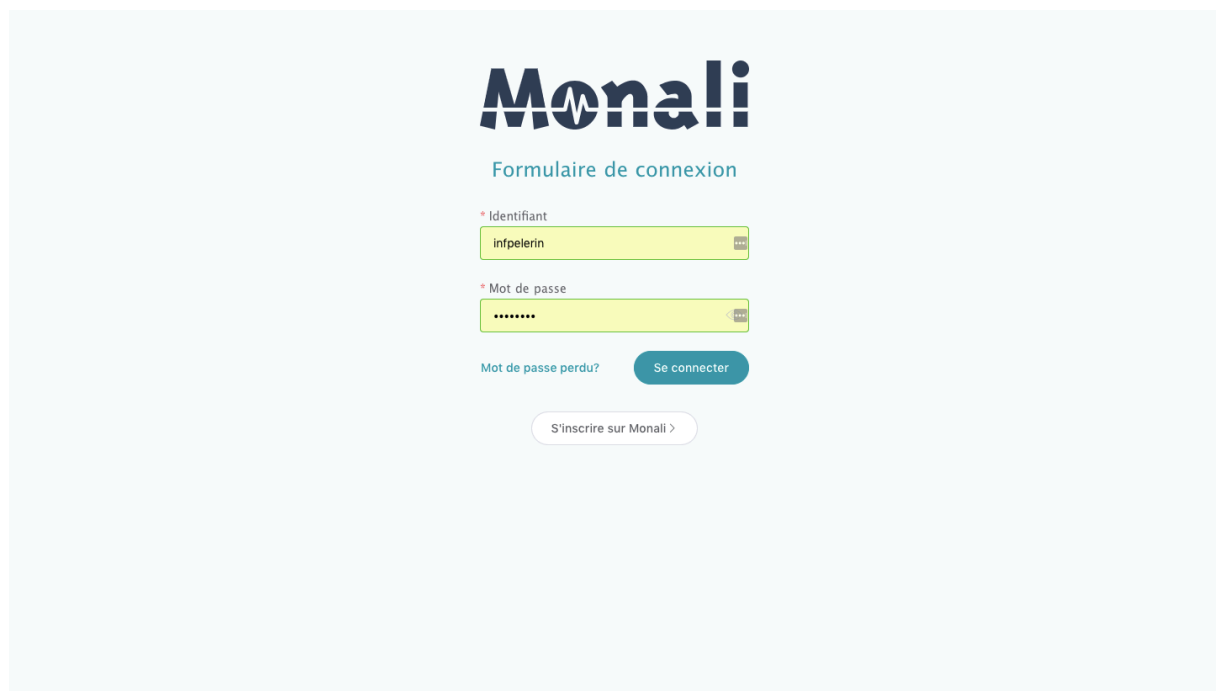 Monali
Formulaire de connexion
* Identifiant
infpelerin
* Mot de passe
••••••••
Mot de passe perdu?
Se connecter
S'inscrire sur Monali >